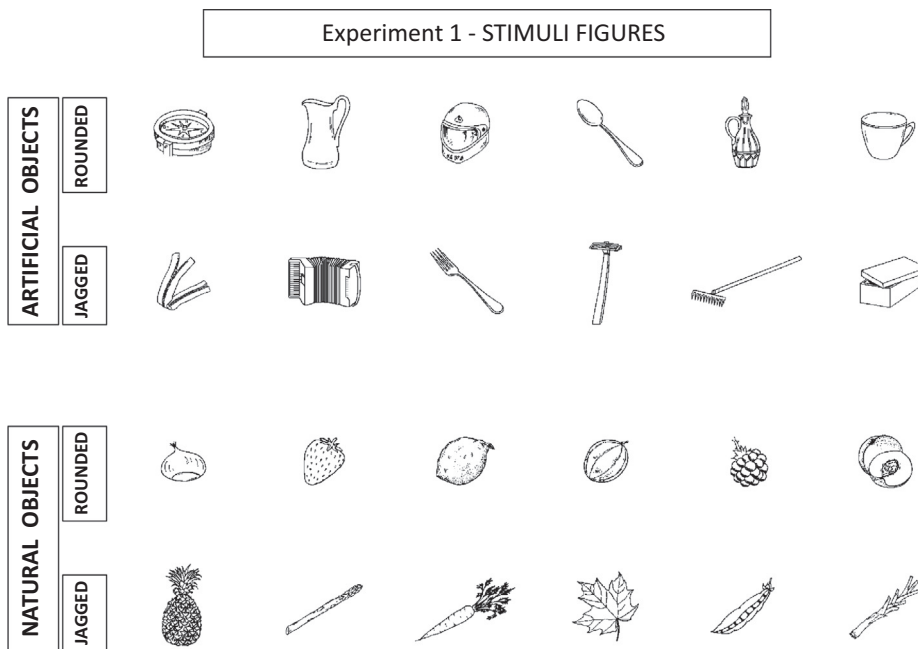 Experiment 1 - STIMULI FIGURES
ARTIFICIAL OBJECTS
ROUNDED
JAGGED
NATURAL OBJECTS
ROUNDED
JAGGED